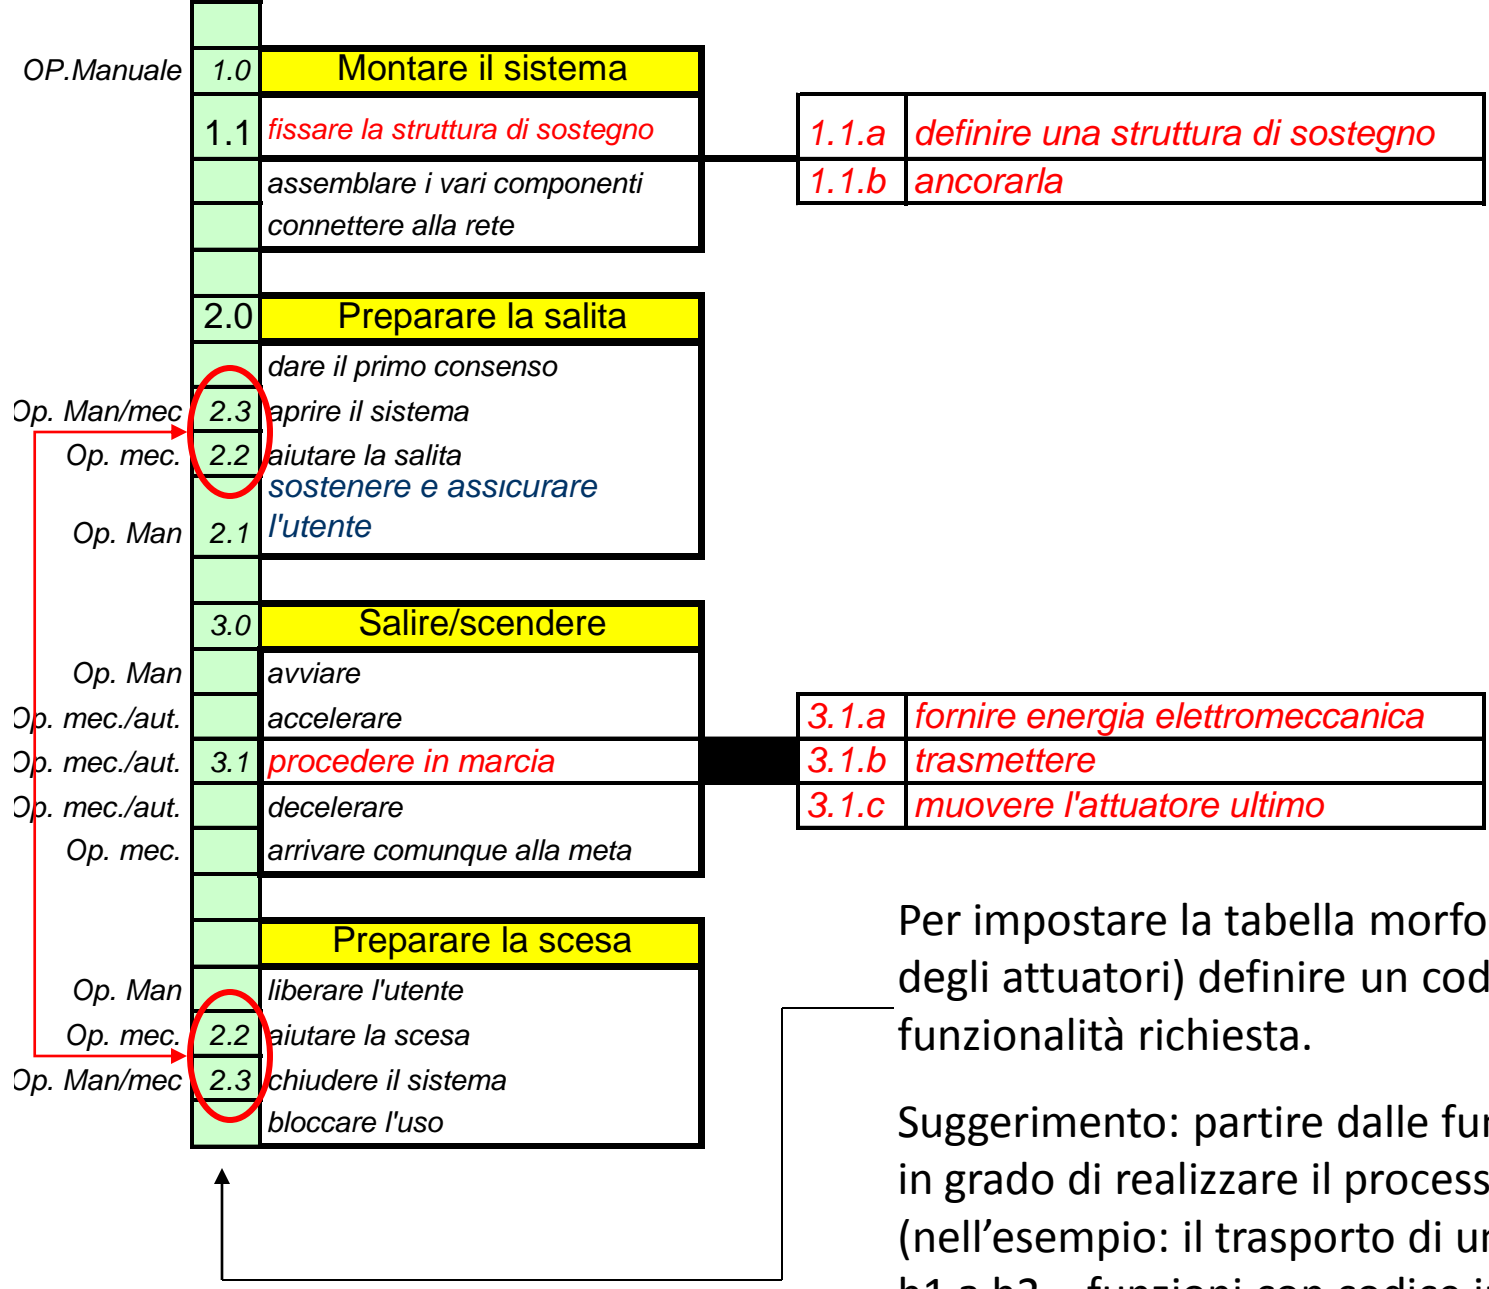 OP.Manuale 1.0 Montare il sistema
1.1 fissare la struttura di sostegno
assemblare i vari componenti
connettere alla rete
1.1.a definire una struttura di sostegno
1.1.b ancorarla
2.0 Preparare la salita
dare il primo consenso
Op. Man/mec 2.3 aprire il sistema
Op. mec. 2.2 aiutare la salita
sostenere e assicurare
Op. Man 2.1 l'utente
3.0 Salire/scendere
Op. Man avviare
Op. mec./aut. accelerare
Op. mec./aut. 3.1 procedere in marcia
Op. mec./aut. decelerare
Op. mec. arrivare comunque alla meta
3.1.a fornire energia elettromeccanica
3.1.b trasmettere
3.1.c muovere l'attuatore ultimo
Preparare la scesa
Op. Man liberare l'utente
Op. mec. 2.2 aiutare la scesa
Op. Man/mec 2.3 chiudere il sistema
bloccare l'uso
Per impostare la tabella morfo
degli attuatori) definire un cod
funzionalità richiesta.
Suggerimento: partire dalle fu
in grado di realizzare il process
(nell'esempio: il trasporto di u